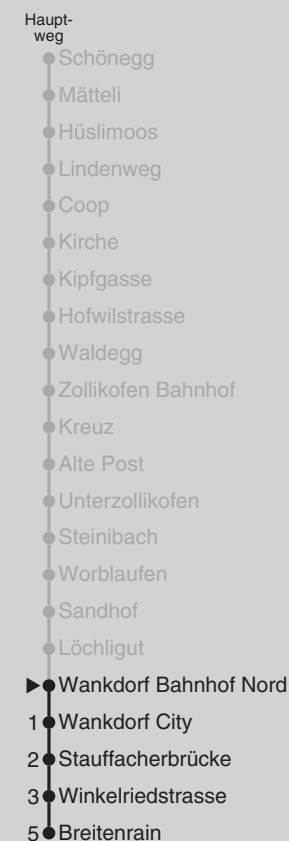 Haupt-
weg
Schönegg
Mätteli
Hüslimoos
Lindenweg
Coop
Kirche
Kipfgasse
Hofwilstrasse
Waldegg
Zollikofen Bahnhof
Kreuz
Alte Post
Unterzollikofen
Steinibach
Worblaufen
Sandhof
Löchligut
Wankdorf Bahnhof Nord
1 Wankdorf City
2 Stauffacherbrücke
3 Winkelriedstrasse
5 Breitenrain